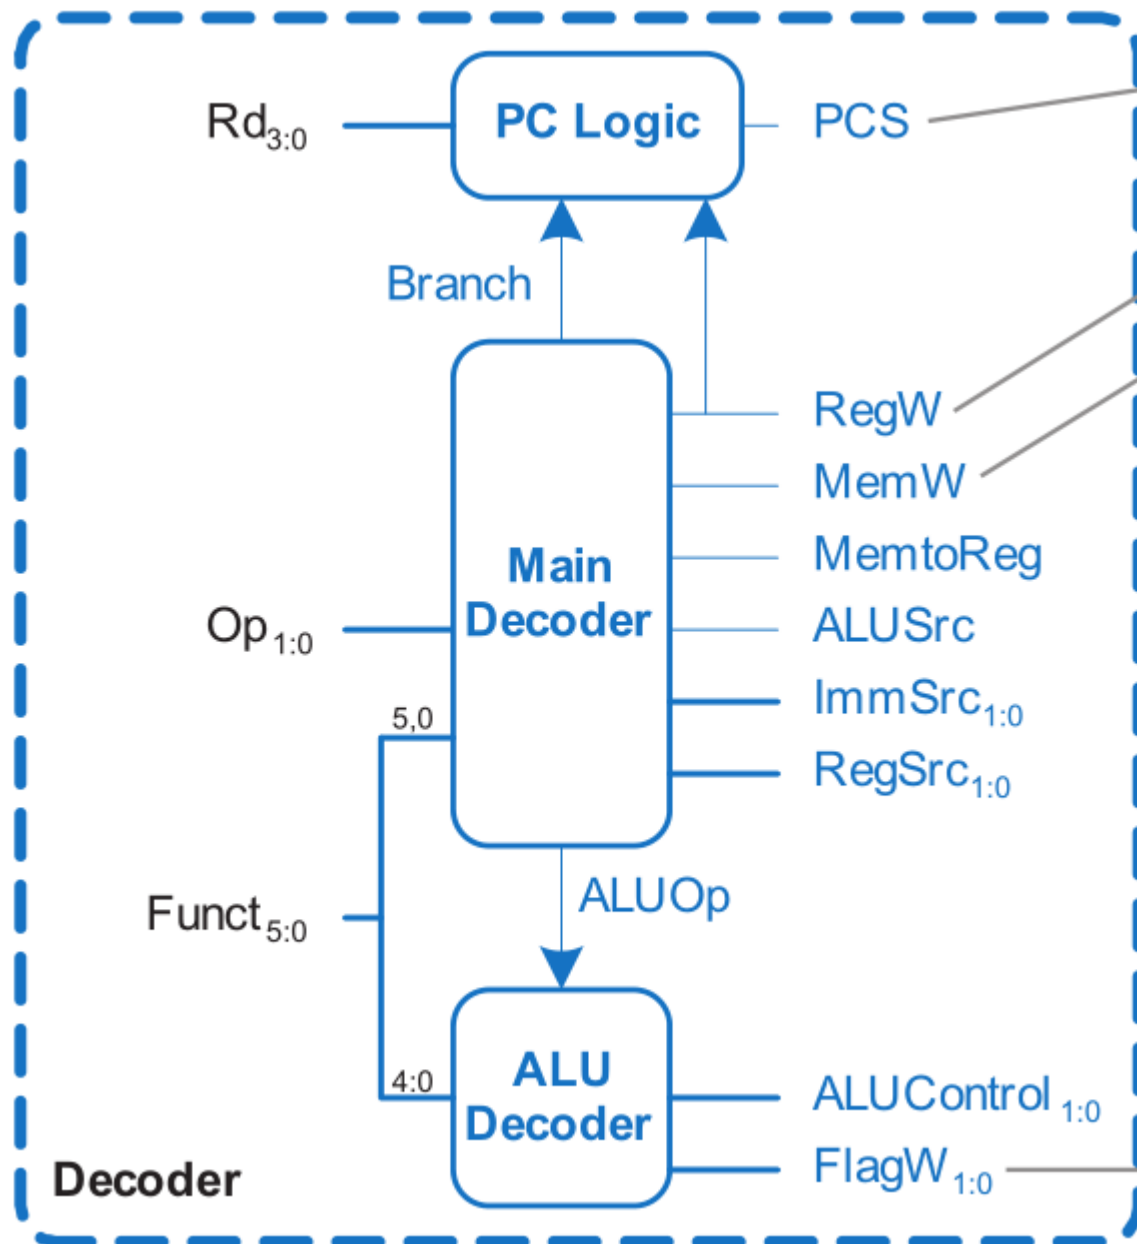 Rd3:0
PC Logic
PCS
Branch
RegW
MemW
MemtoReg
Main
Decoder
Op1:0
ALUSrc
ImmSrc1:0
5,0
RegSrc1:0
ALUOp
Funct5:0
ALU
Decoder
4:0
ALUControl1:0
FlagW1:0
Decoder